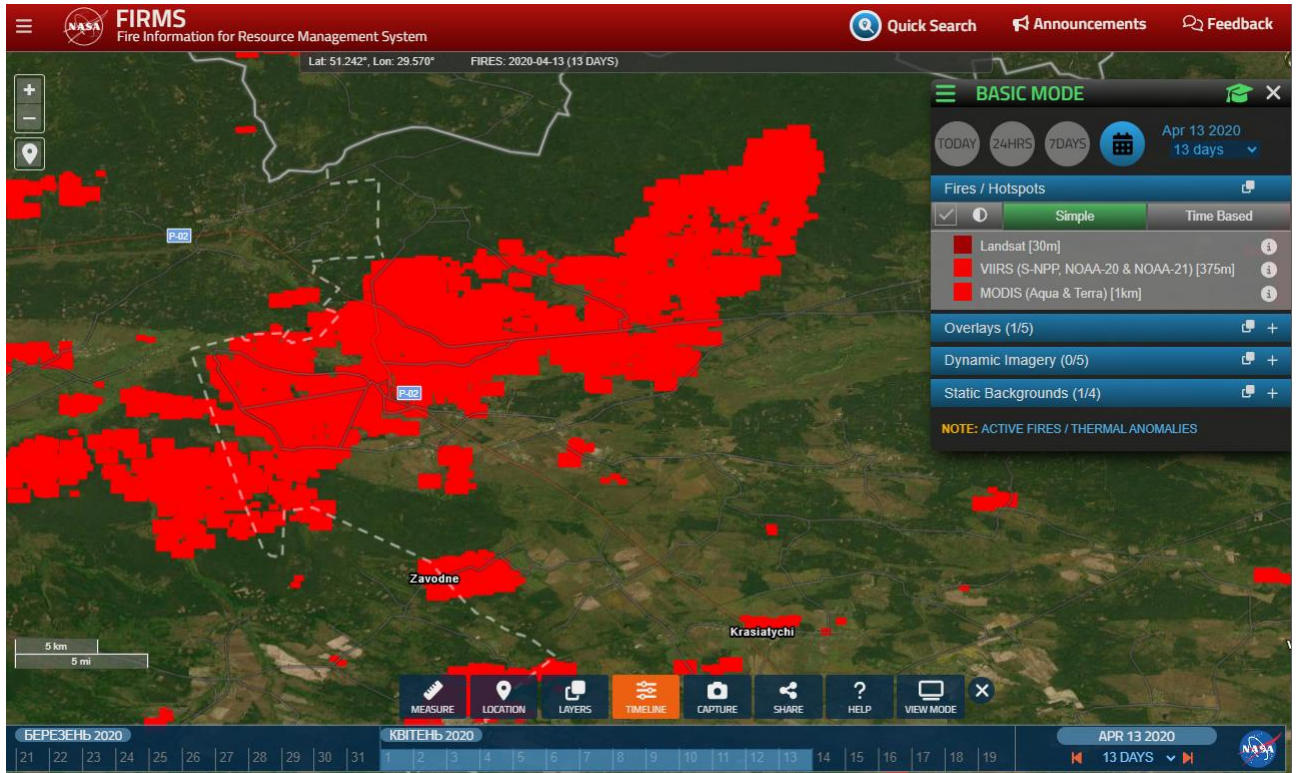 NASA
FIRMS
Fire Information for Resource Management System
Quick Search
Announcements
Feedback
Lat: 51.242°, Lon: 29.570° FIRES: 2020-04-13 (13 DAYS)
+
−
BASIC MODE
TODAY
24HRS
7DAYS
Apr 13 2020
13 days
Fires / Hotspots
Simple
Time Based
Landsat [30m]
VIIRS (S-NPP, NOAA-20 & NOAA-21) [375m]
MODIS (Aqua & Terra) [1km]
Overlays (1/5)
Dynamic Imagery (0/5)
Static Backgrounds (1/4)
NOTE: ACTIVE FIRES / THERMAL ANOMALIES
P-02
P-02
Zavodne
Krasiatychi
5 km
5 mi
MEASURE
LOCATION
LAYERS
TIMELINE
CAPTURE
SHARE
? HELP
VIEW MODE
БЕРЕЗЕНЬ 2020
КВІТЕНЬ 2020
APR 13 2020
21 22 23 24 25 26 27 28 29 30 31 1 2 3 4 5 6 7 8 9 10 11 12 13 14 15 16 17 18 19
13 DAYS
NASA